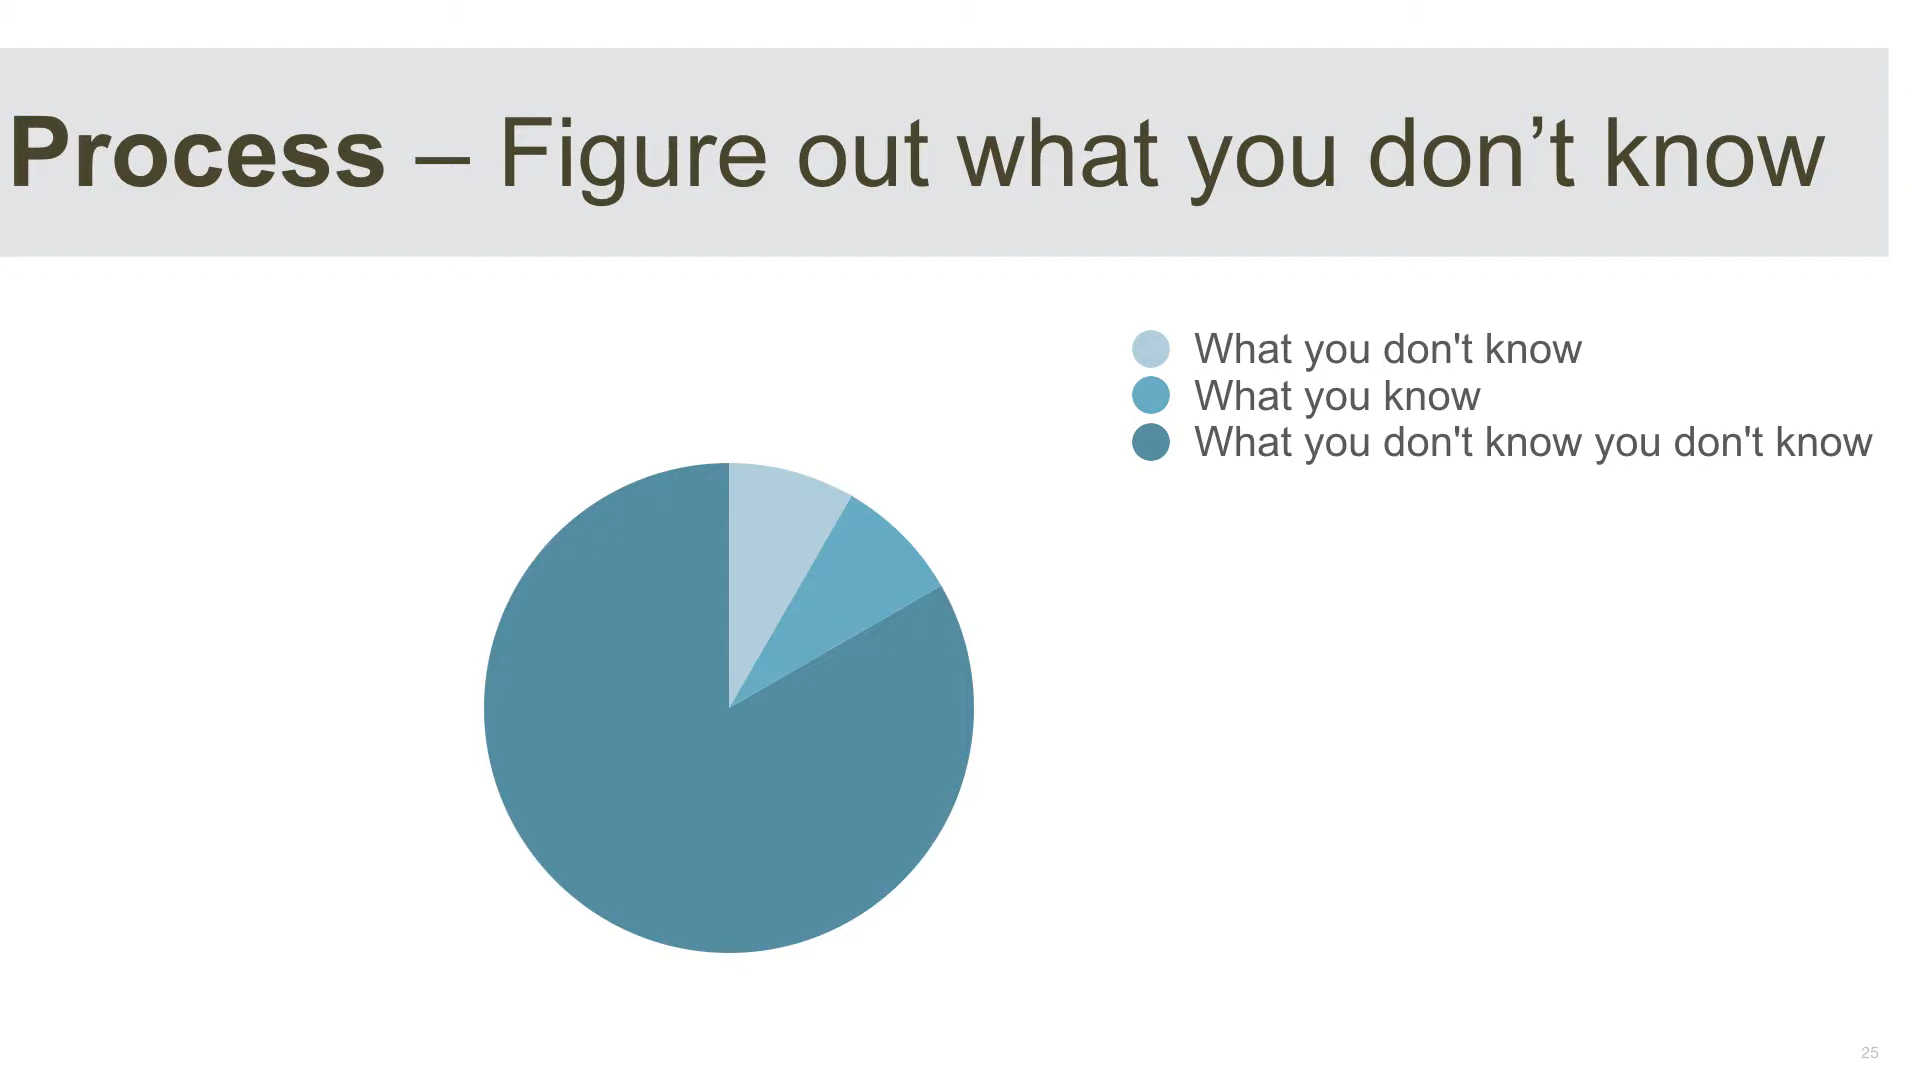 Process – Figure out what you don’t know
What you don't know
What you know
What you don't know you don't know
25